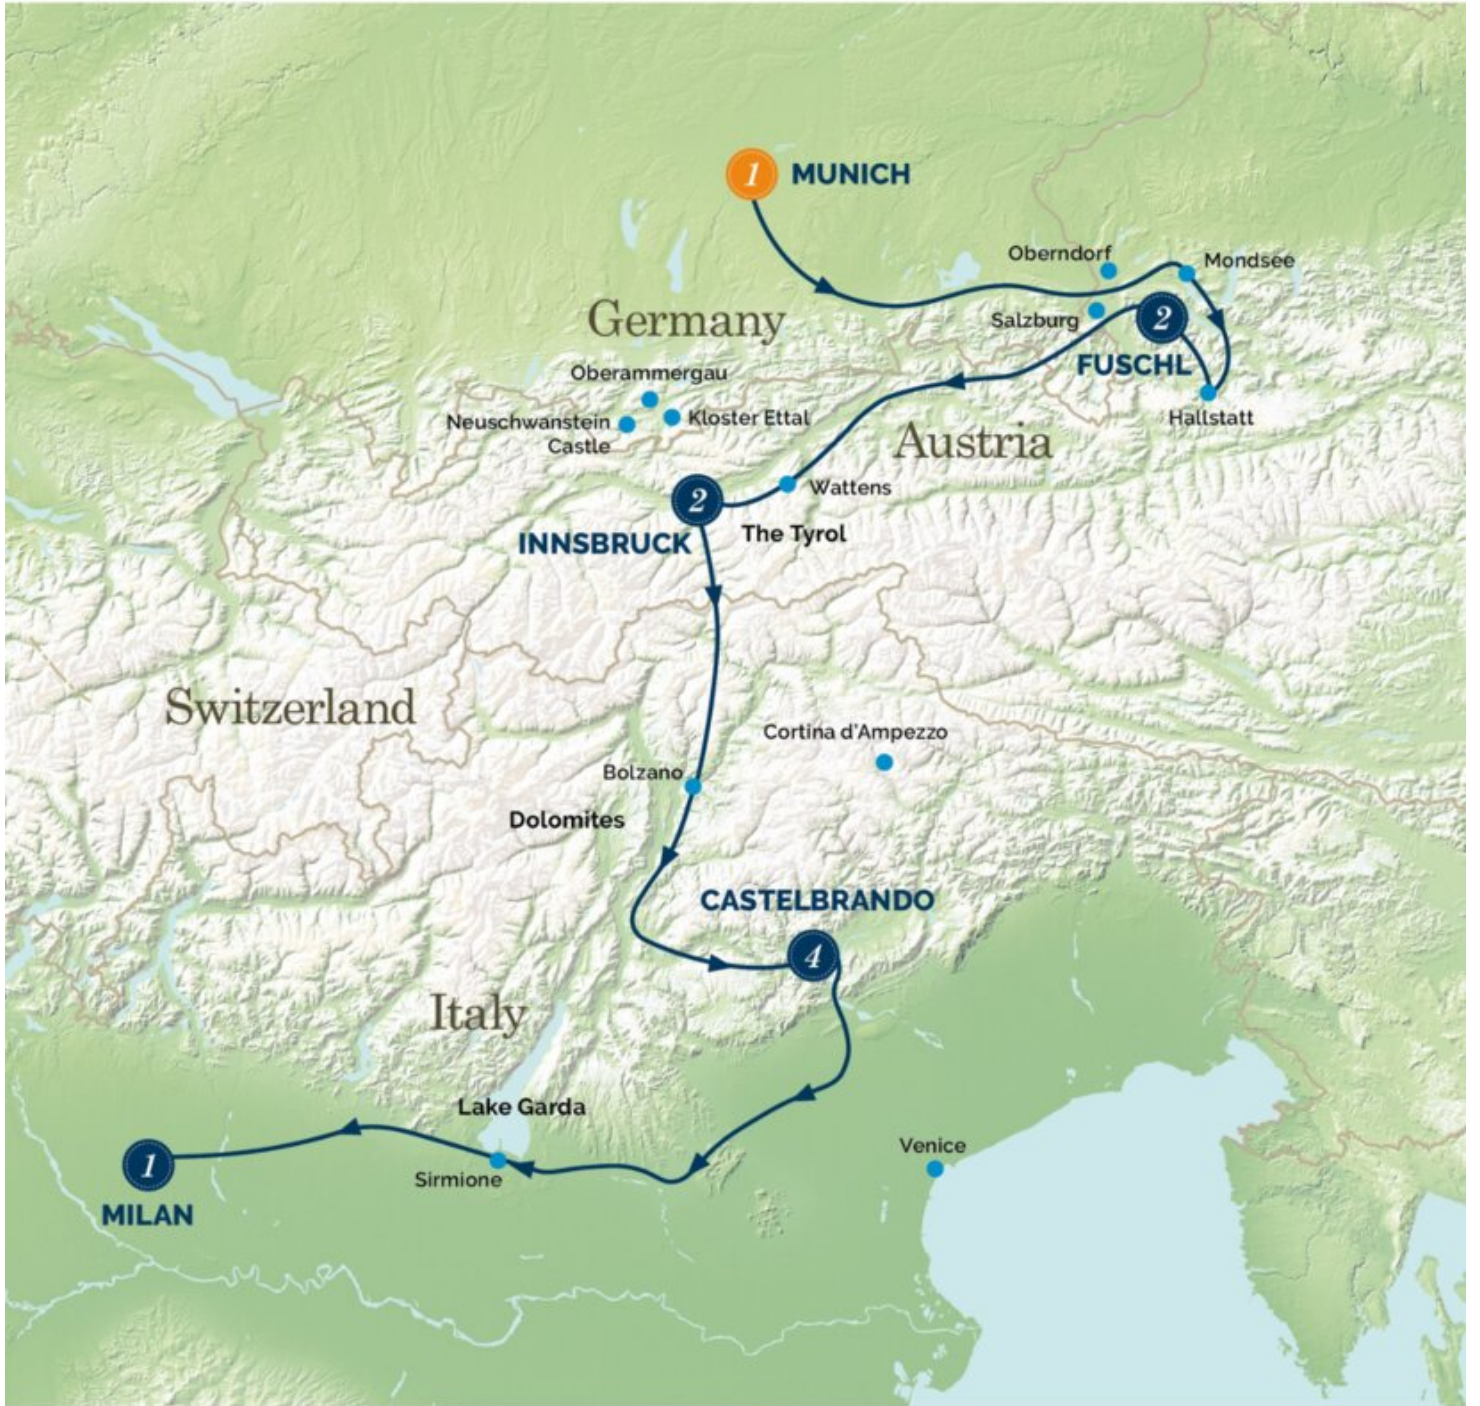 1 MUNICH
Oberndorf
Mondsee
Germany
Salzburg
2
FUSCHL
Oberammergau
Neuschwanstein
Castle
Kloster Ettal
Hallstatt
Austria
Wattens
2
The Tyrol
INNSBRUCK
Switzerland
Cortina d'Ampezzo
Bolzano
Dolomites
CASTELBRANDO
4
Italy
Lake Garda
Venice
1
Sirmione
MILAN